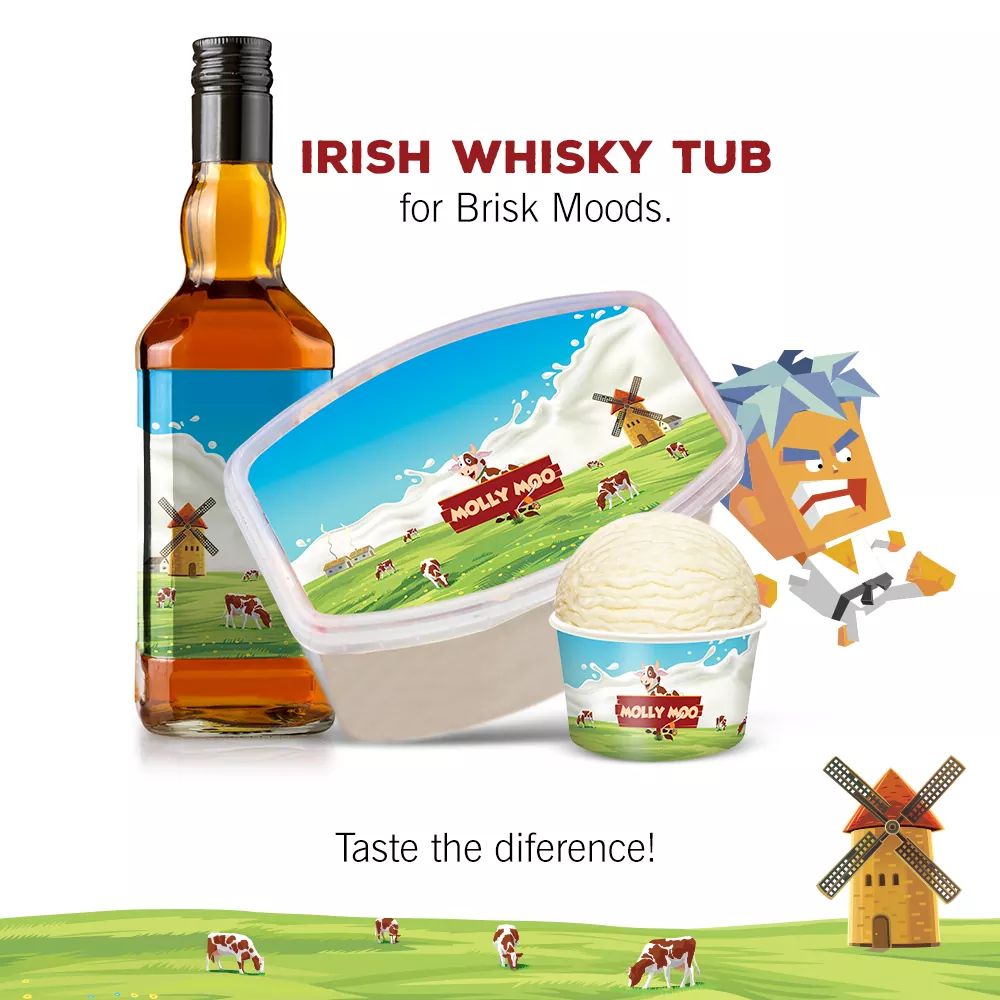 IRISH WHISKY TUB
for Brisk Moods.
MOLLY MOO
MOLLY MOO
Taste the diference!